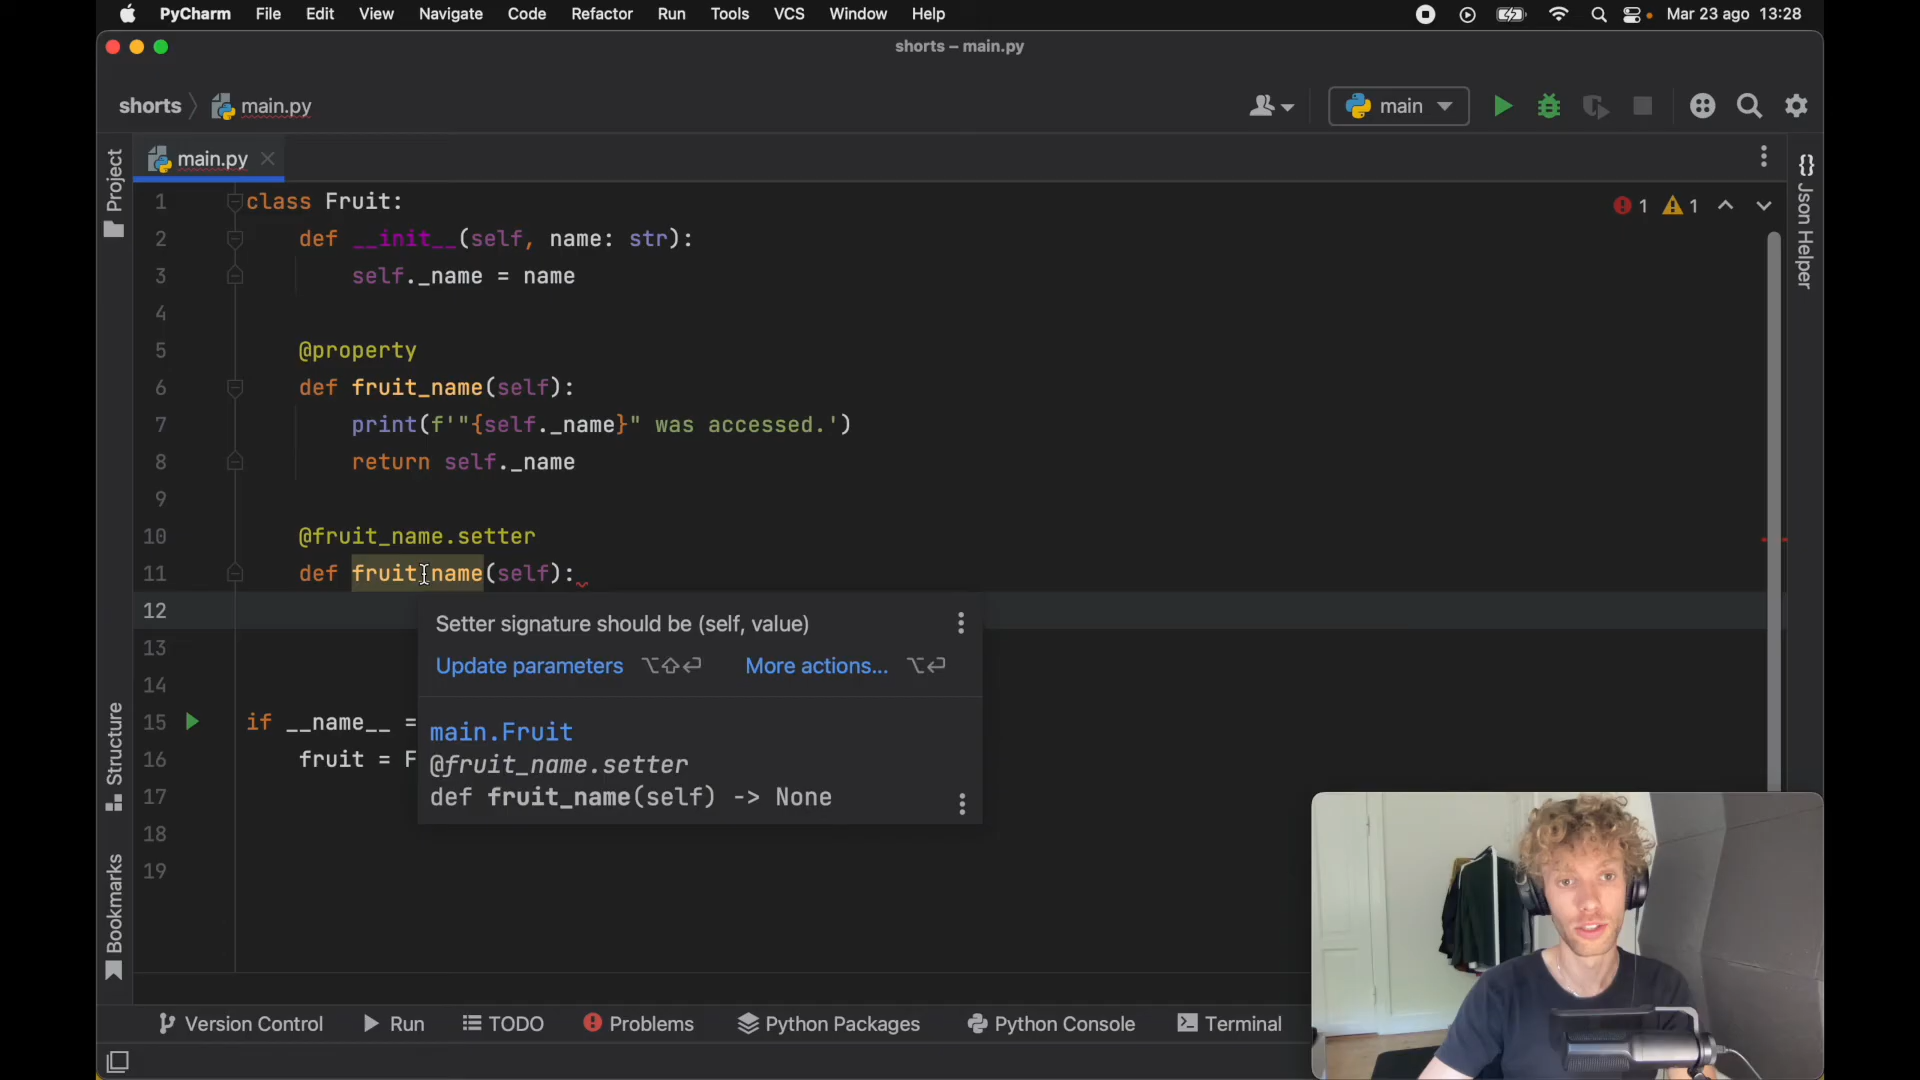 PyCharm File Edit View Navigate Code Refactor Run Tools VCS Window Help Mar 23 ago 13:28
shorts – main.py
shorts main.py main
Project main.py Json Helper
1 class Fruit: 1 1
2 def __init__(self, name: str):
3 self._name = name
4
5 @property
6 def fruit_name(self):
7 print(f'"{self._name}" was accessed.')
8 return self._name
9
10 @fruit_name.setter
11 def fruit_name(self):
12
Setter signature should be (self, value)
13
Update parameters ⌥⇧⏎ More actions... ⌥⏎
14
15 if __name__ =
main.Fruit
16 fruit = F
@fruit_name.setter
17
def fruit_name(self) -> None
18
19
Structure
Bookmarks
Version Control Run TODO Problems Python Packages Python Console Terminal